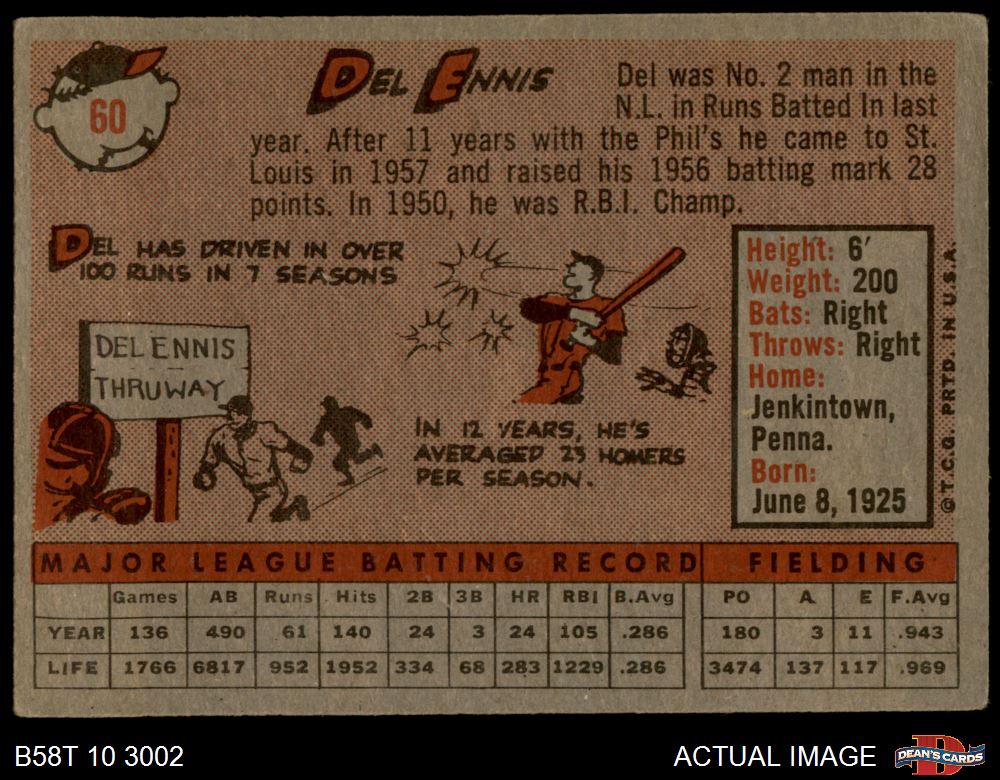 60
DEL ENNIS
Del was No. 2 man in the
N.L. in Runs Batted In last
year. After 11 years with the Phil's he came to St.
Louis in 1957 and raised his 1956 batting mark 28
points. In 1950, he was R.B.I. Champ.
DEL HAS DRIVEN IN OVER
100 RUNS IN 7 SEASONS
DEL ENNIS
THRUWAY
IN 12 YEARS, HE'S
AVERAGED 23 HOMERS
PER SEASON.
Height: 6'
Weight: 200
Bats: Right
Throws: Right
Home:
Jenkintown,
Penna.
Born:
June 8, 1925
© T.C.G. PRTD. IN U.S.A.
MAJOR LEAGUE BATTING RECORD FIELDING
Games AB Runs Hits 2B 3B HR RBI B.Avg PO A E F.Avg
YEAR 136 490 61 140 24 3 24 105 .286 180 3 11 .943
LIFE 1766 6817 952 1952 334 68 283 1229 .286 3474 137 117 .969
B58T 10 3002 ACTUAL IMAGE D DEAN'S CARDS